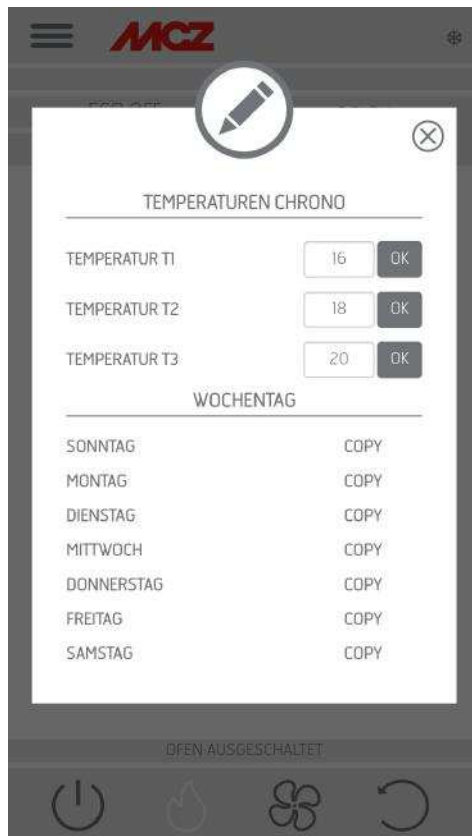 MCZ
TEMPERATUREN CHRONO
TEMPERATUR T1 16 OK
TEMPERATUR T2 18 OK
TEMPERATUR T3 20 OK
WOCHENTAG
SONNTAG COPY
MONTAG COPY
DIENSTAG COPY
MITTWOCH COPY
DONNERSTAG COPY
FREITAG COPY
SAMSTAG COPY
OFEN AUSGESCHALTET